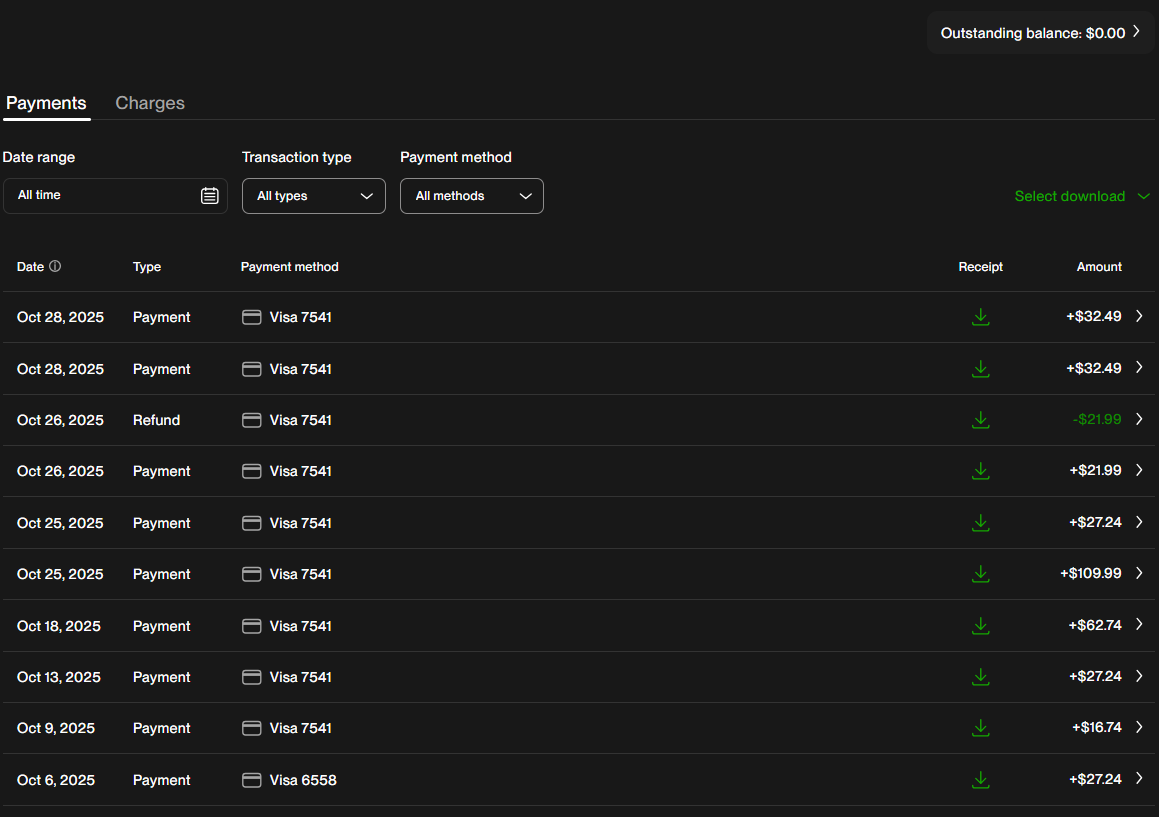 Outstanding balance: $0.00
Payments Charges
Date range Transaction type Payment method
All time All types All methods Select download
Date Type Payment method Receipt Amount
Oct 28, 2025 Payment Visa 7541 +$32.49
Oct 28, 2025 Payment Visa 7541 +$32.49
Oct 26, 2025 Refund Visa 7541 -$21.99
Oct 26, 2025 Payment Visa 7541 +$21.99
Oct 25, 2025 Payment Visa 7541 +$27.24
Oct 25, 2025 Payment Visa 7541 +$109.99
Oct 18, 2025 Payment Visa 7541 +$62.74
Oct 13, 2025 Payment Visa 7541 +$27.24
Oct 9, 2025 Payment Visa 7541 +$16.74
Oct 6, 2025 Payment Visa 6558 +$27.24